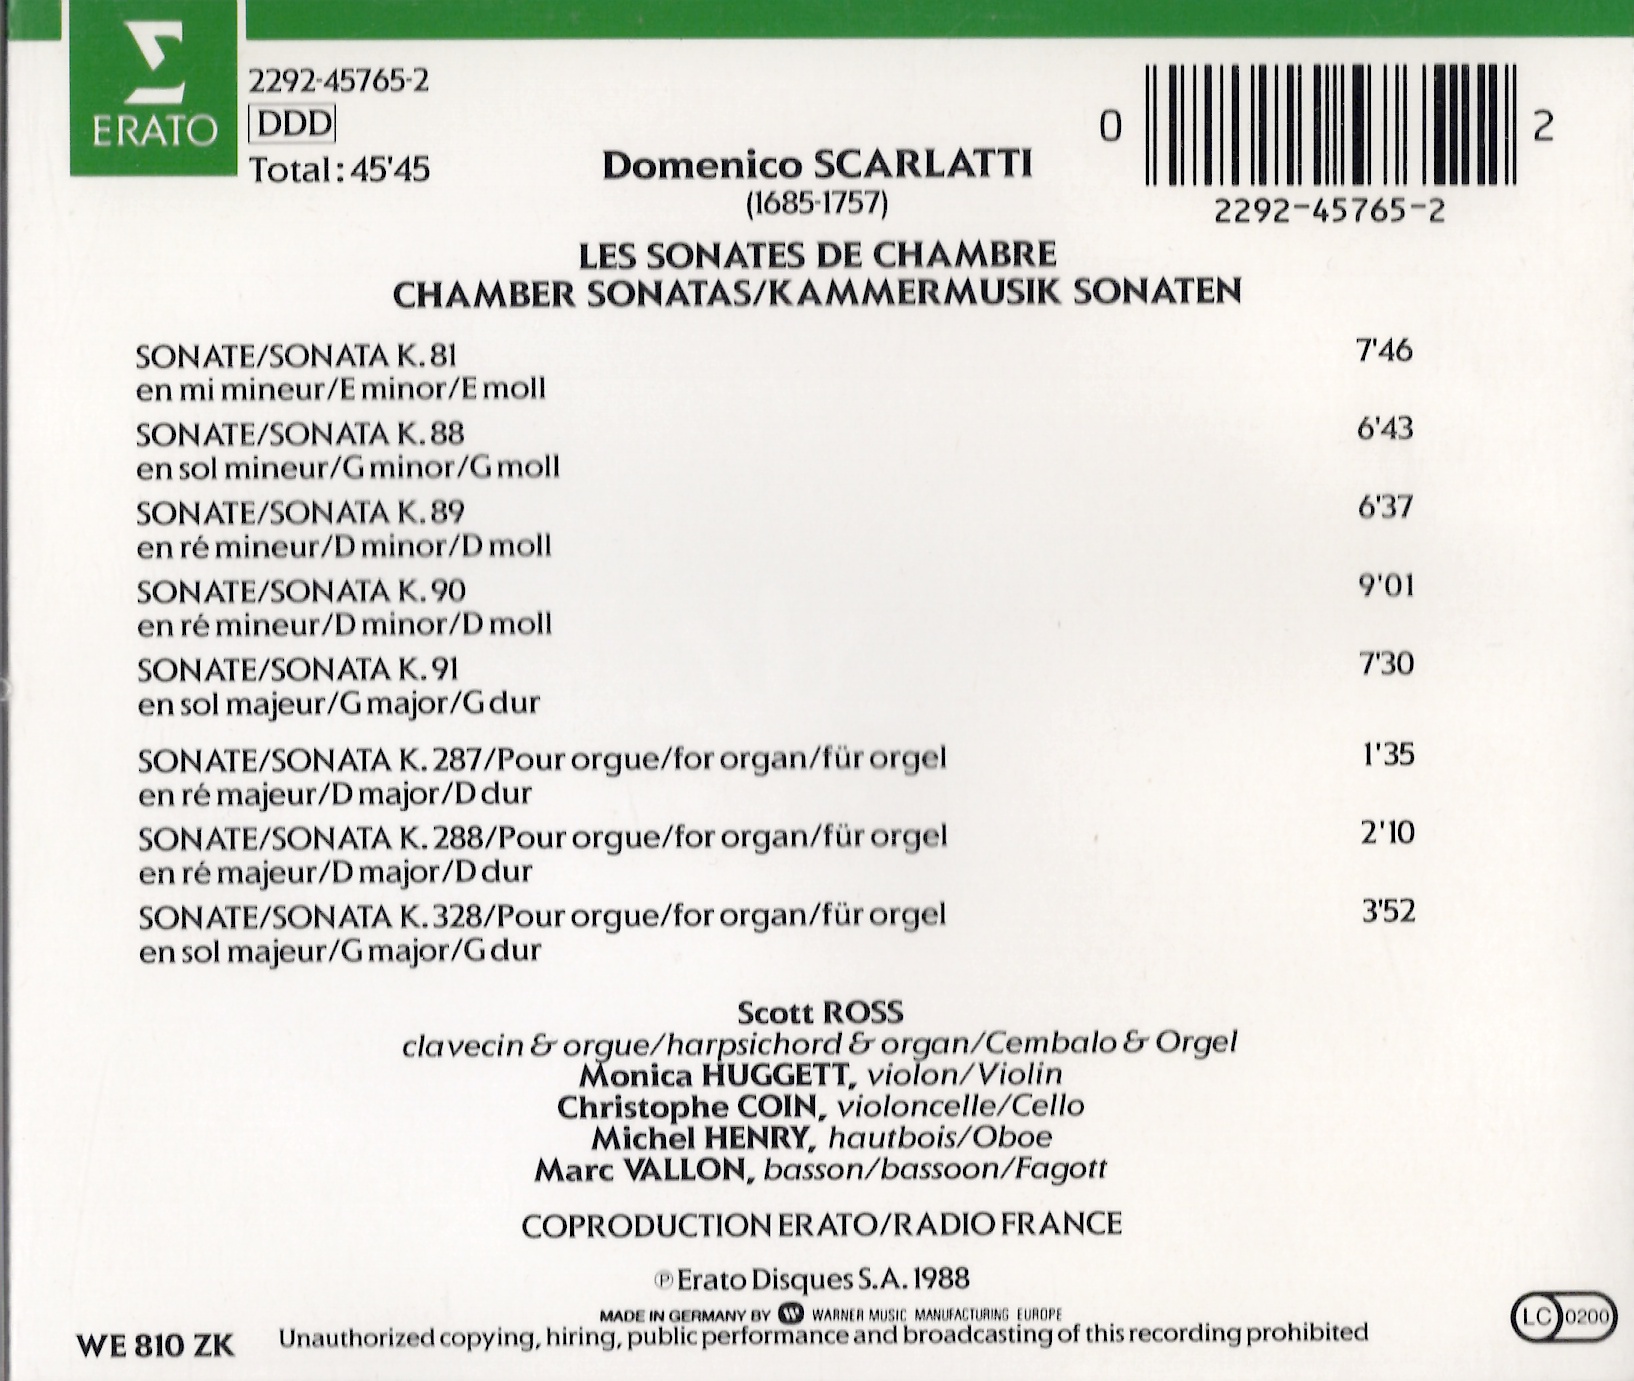 ERATO
2292-45765-2
DDD
Total: 45'45
0
2
2292-45765-2
Domenico SCARLATTI
(1685-1757)
LES SONATES DE CHAMBRE
CHAMBER SONATAS/KAMMERMUSIK SONATEN
SONATE/SONATA K. 81 7'46
en mi mineur/E minor/E moll
SONATE/SONATA K. 88 6'43
en sol mineur/G minor/G moll
SONATE/SONATA K. 89 6'37
en ré mineur/D minor/D moll
SONATE/SONATA K. 90 9'01
en ré mineur/D minor/D moll
SONATE/SONATA K. 91 7'30
en sol majeur/G major/G dur
SONATE/SONATA K. 287/Pour orgue/for organ/für orgel 1'35
en ré majeur/D major/D dur
SONATE/SONATA K. 288/Pour orgue/for organ/für orgel 2'10
en ré majeur/D major/D dur
SONATE/SONATA K. 328/Pour orgue/for organ/für orgel 3'52
en sol majeur/G major/G dur
Scott ROSS
clavecin & orgue/harpsichord & organ/Cembalo & Orgel
Monica HUGGETT, violon/Violin
Christophe COIN, violoncelle/Cello
Michel HENRY, hautbois/Oboe
Marc VALLON, basson/bassoon/Fagott
COPRODUCTION ERATO/RADIO FRANCE
℗ Erato Disques S.A. 1988
MADE IN GERMANY BY W WARNER MUSIC MANUFACTURING EUROPE
WE 810 ZK
Unauthorized copying, hiring, public performance and broadcasting of this recording prohibited
LC 0200